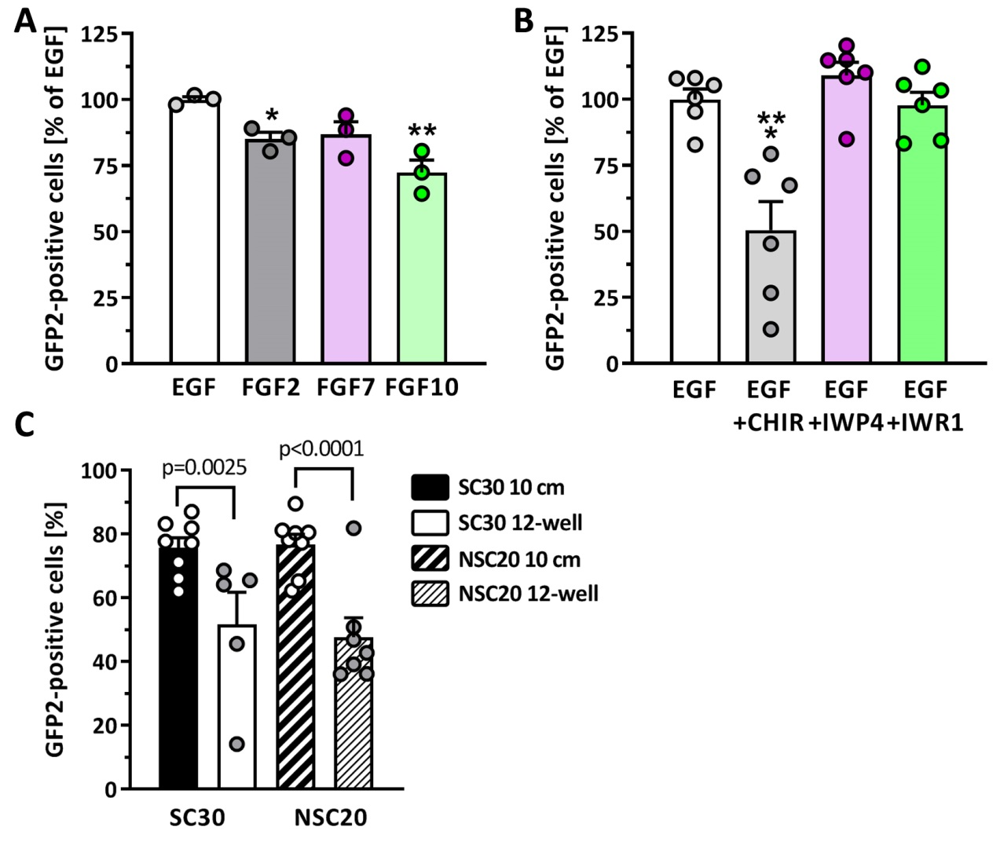 A
GFP2-positive cells [% of EGF]
125
100
75
50
25
0
*
**
EGF FGF2 FGF7 FGF10
B
GFP2-positive cells [% of EGF]
125
100
75
50
25
0
**
*
EGF EGF EGF EGF
+CHIR +IWP4 +IWR1
C
GFP2-positive cells [%]
100
80
60
40
20
0
p=0.0025
p<0.0001
SC30 NSC20
SC30 10 cm
SC30 12-well
NSC20 10 cm
NSC20 12-well